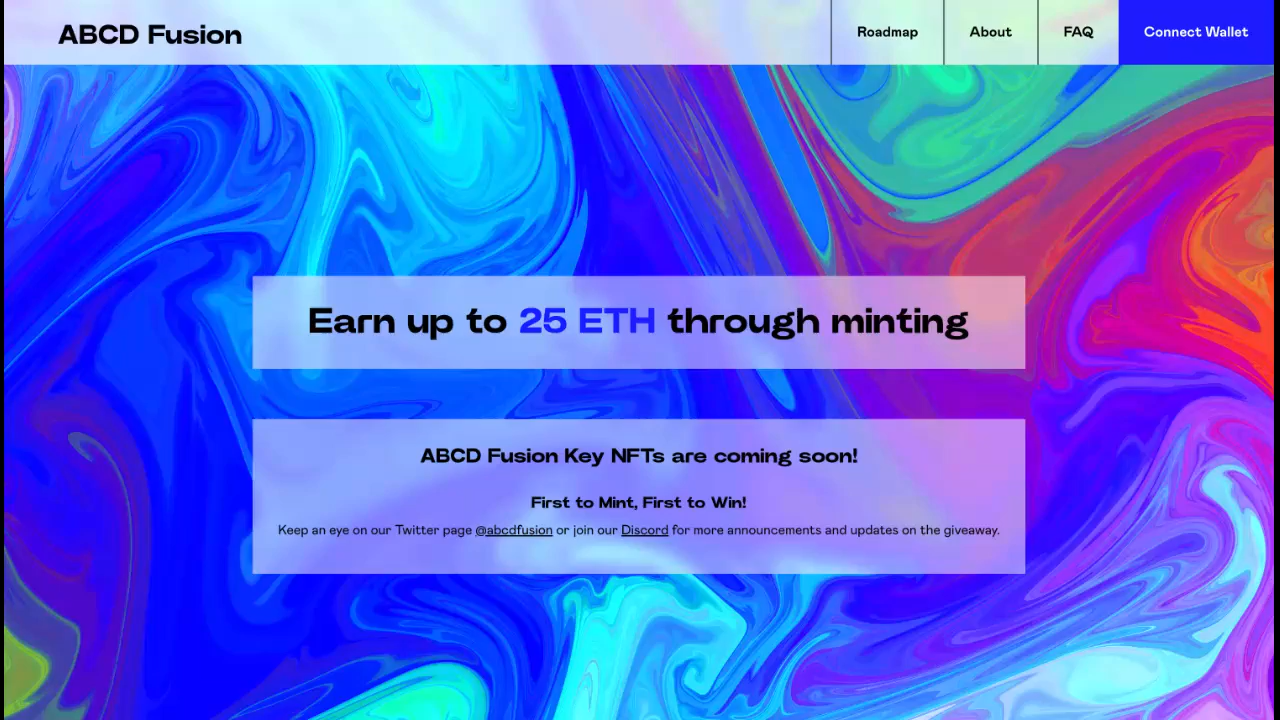 ABCD Fusion
Roadmap
About
FAQ
Connect Wallet
Earn up to 25 ETH through minting
ABCD Fusion Key NFTs are coming soon!
First to Mint, First to Win!
Keep an eye on our Twitter page @abcdfusion or join our Discord for more announcements and updates on the giveaway.